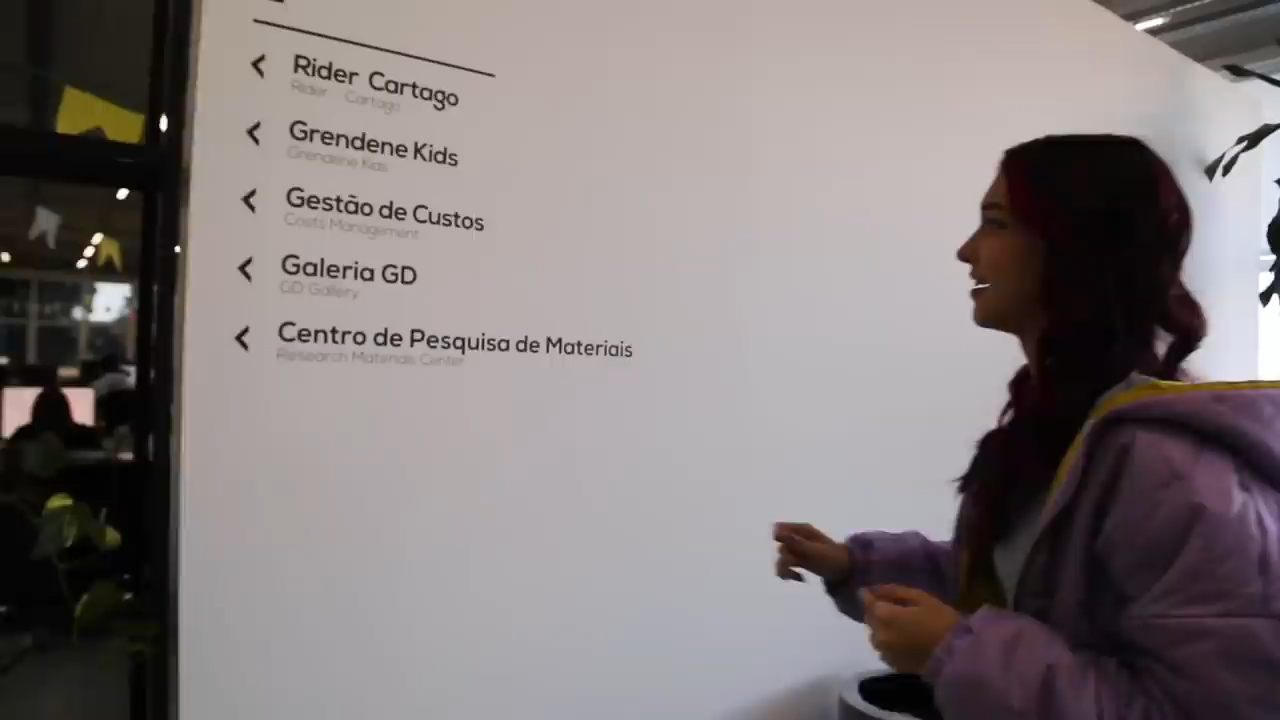 Rider Cartago
Rider Cartago
Grendene Kids
Grendene Kids
Gestão de Custos
Costs Management
Galeria GD
GD Gallery
Centro de Pesquisa de Materiais
Research Materials Center